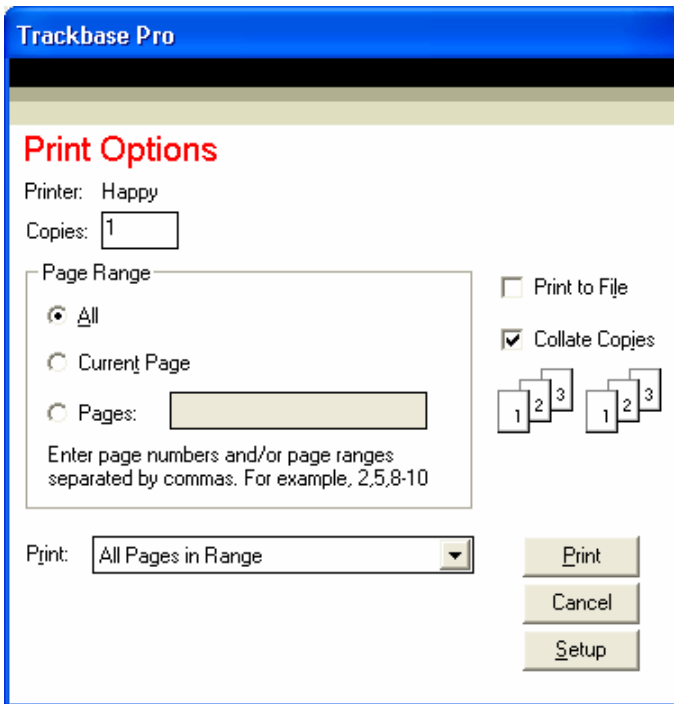 Trackbase Pro
Print Options
Printer: Happy
Copies: 1
Page Range
All
Current Page
Pages:
Enter page numbers and/or page ranges
separated by commas. For example, 2,5,8-10
Print to File
Collate Copies
1 2 3 1 2 3
Print: All Pages in Range
Print
Cancel
Setup